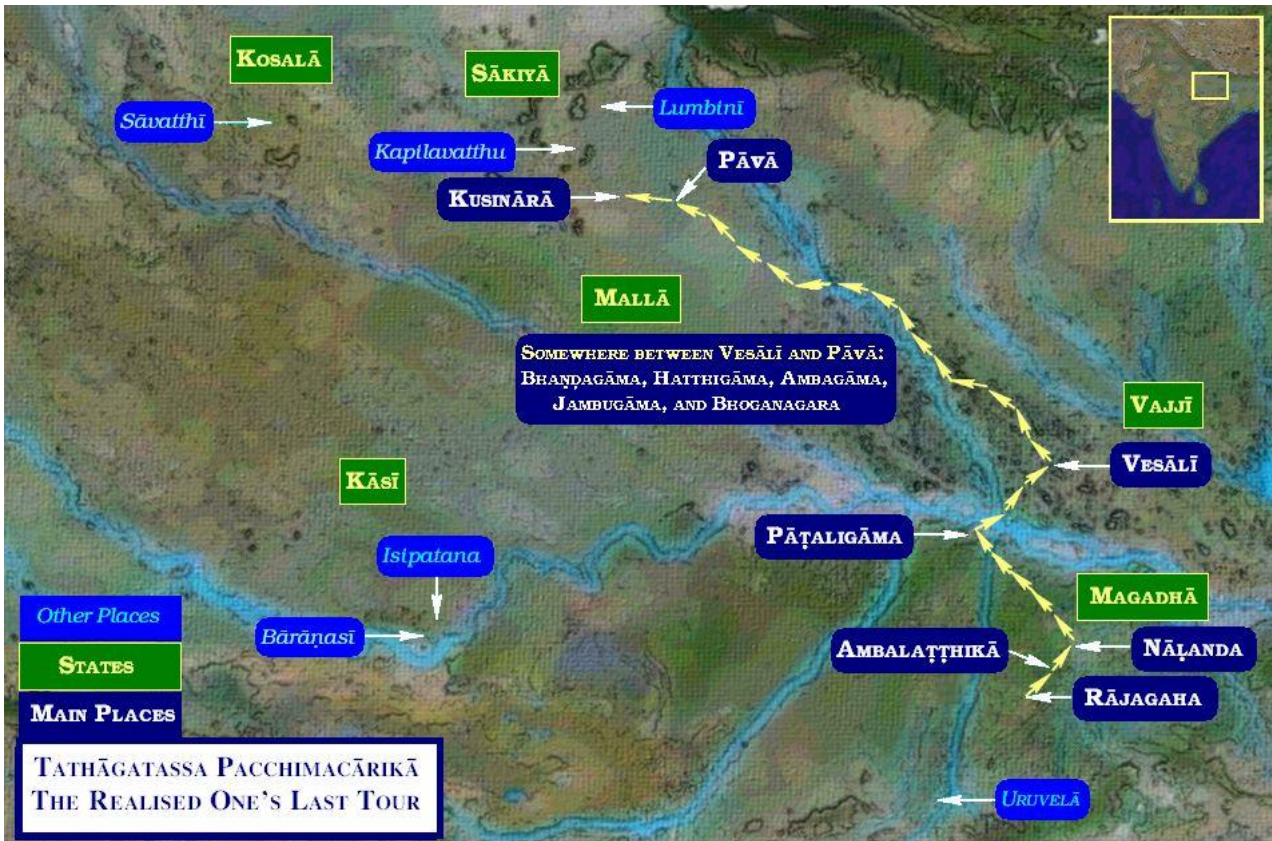 KOSALĀ
SĀKIYĀ
Sāvatthī
Lumbinī
Kapilavatthu
PĀVĀ
KUSINĀRĀ
MALLĀ
SOMEWHERE BETWEEN VESĀLĪ AND PĀVĀ:
BHAṆḌAGĀMA, HATTHIGĀMA, AMBAGĀMA,
JAMBUGĀMA, AND BHOGANAGARA
VAJJĪ
VESĀLĪ
KĀSĪ
PĀṬALIGĀMA
Isipatana
MAGADHĀ
Other Places
Bārāṇasī
AMBALAṬṬHIKĀ
NĀḶANDA
STATES
RĀJAGAHA
MAIN PLACES
TATHĀGATASSA PACCHIMACĀRIKĀ
THE REALISED ONE'S LAST TOUR
URUVELĀ